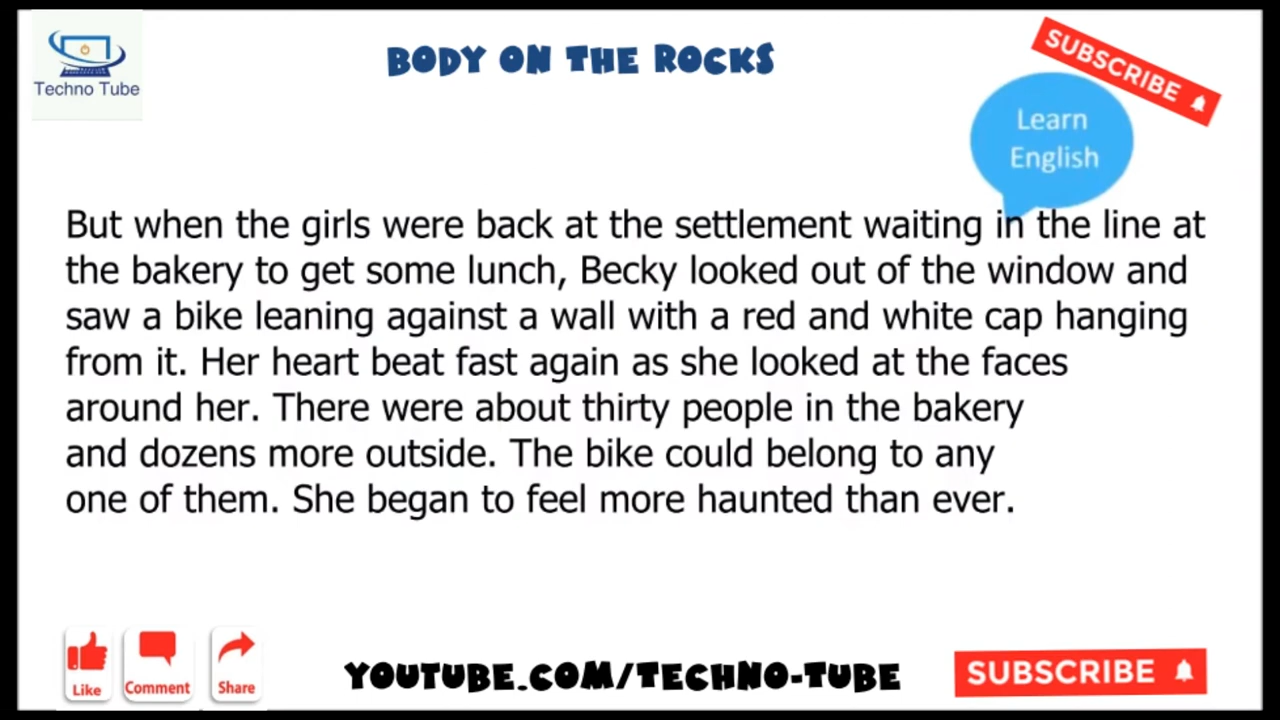 Techno Tube
BODY ON THE ROCKS
SUBSCRIBE
Learn
English
But when the girls were back at the settlement waiting in the line at
the bakery to get some lunch, Becky looked out of the window and
saw a bike leaning against a wall with a red and white cap hanging
from it. Her heart beat fast again as she looked at the faces
around her. There were about thirty people in the bakery
and dozens more outside. The bike could belong to any
one of them. She began to feel more haunted than ever.
Like
Comment
Share
YOUTUBE.COM/TECHNO-TUBE
SUBSCRIBE